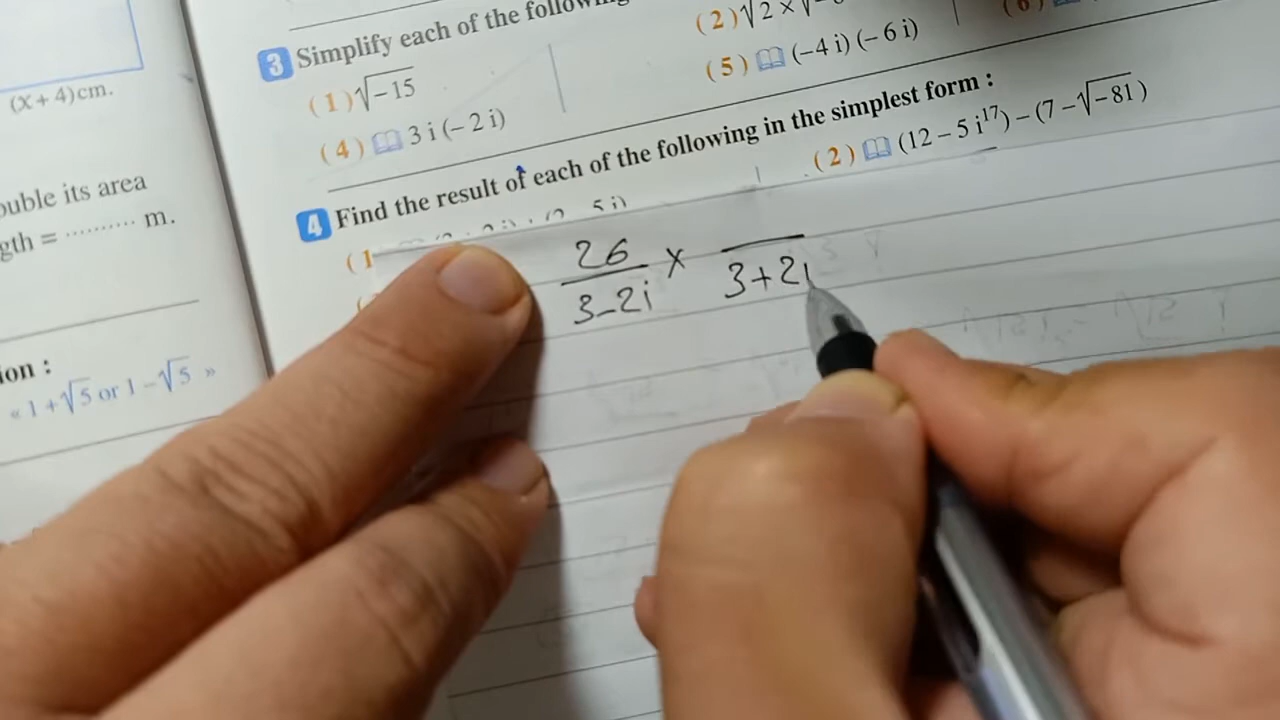 (X+4) cm.
ouble its area
gth = .......... m.
ion :
« 1 + √5 or 1 – √5 »
3 Simplify each of the following
(1) √–15
(2) √2 ×
(4) 3 i (– 2 i)
(5) (–4 i) (– 6 i)
4 Find the result of each of the following in the simplest form :
(1
(2) (12 – 5 i¹⁷) – (7 – √–81)
26 / 3-2i × / 3+2i